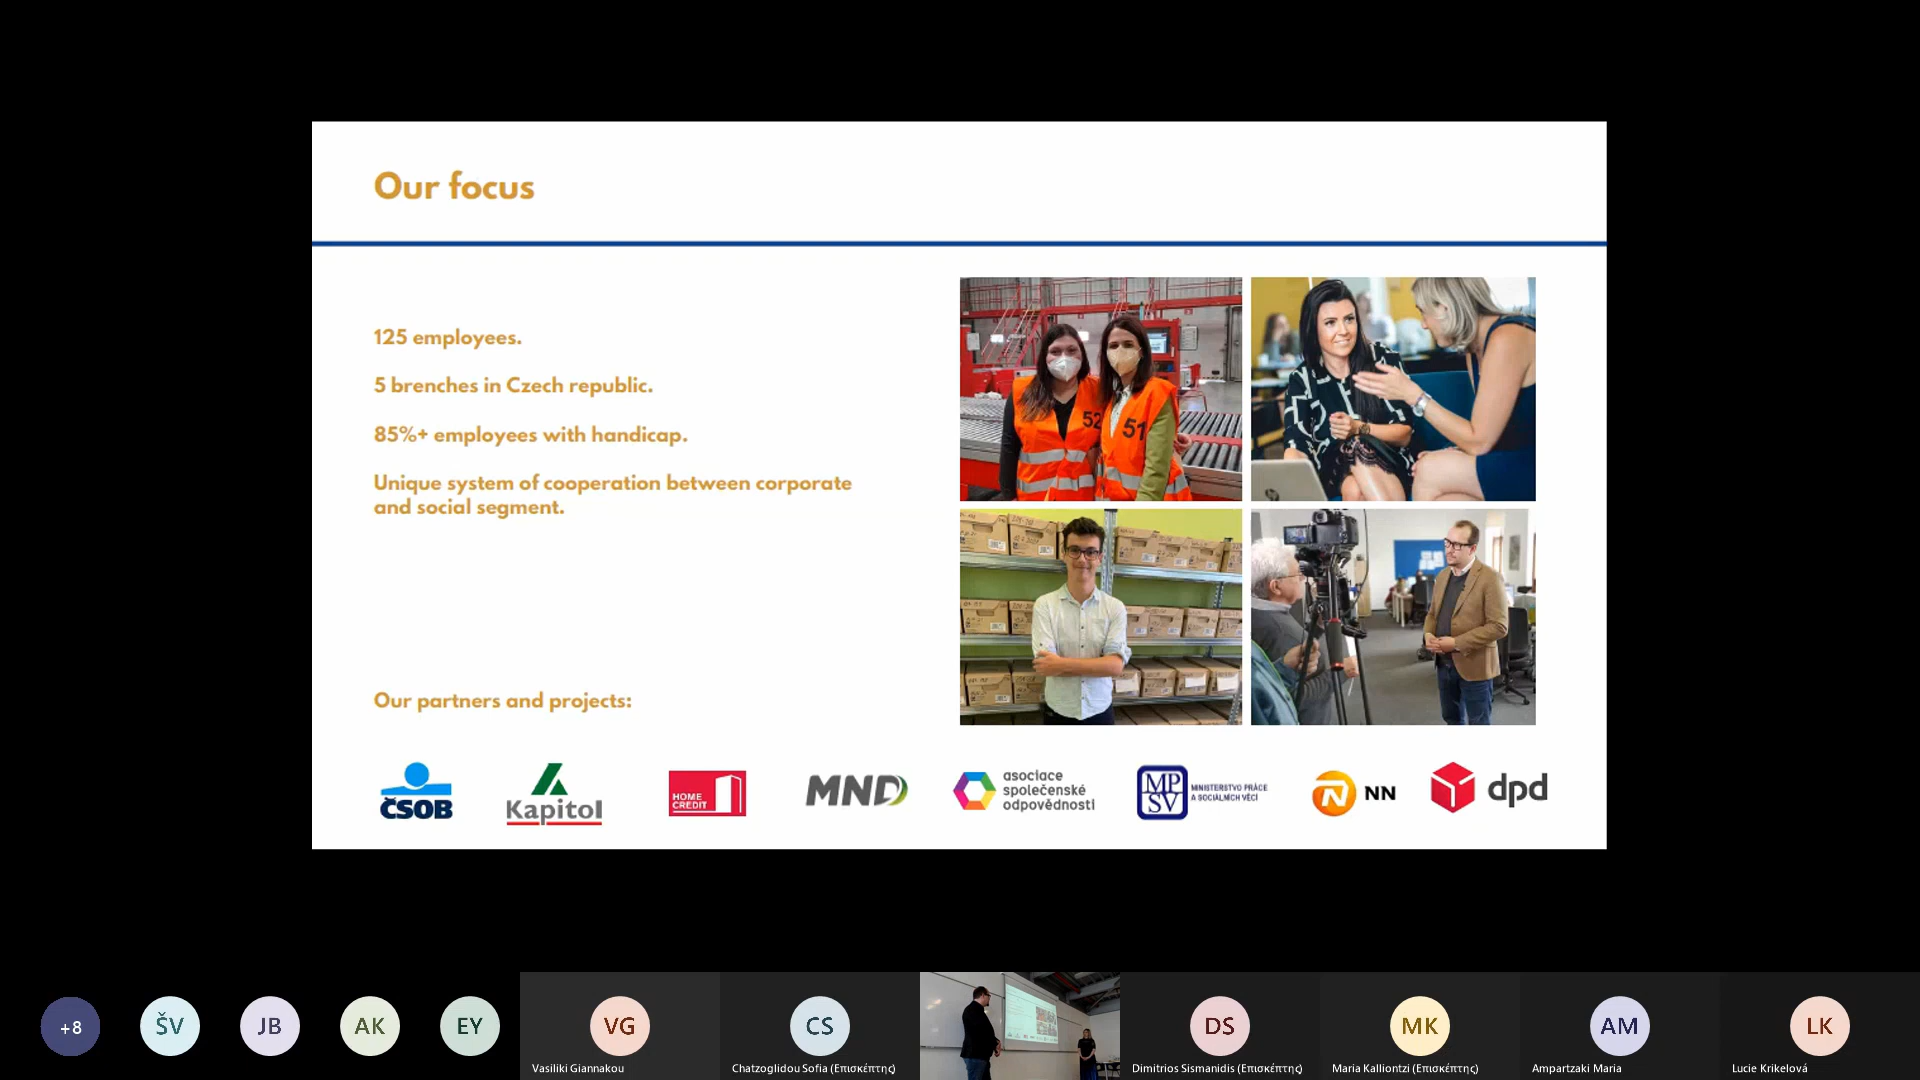 Our focus
125 employees.
5 brenches in Czech republic.
85%+ employees with handicap.
Unique system of cooperation between corporate
and social segment.
52
51
Our partners and projects:
ČSOB
Kapitol
HOME
CREDIT
MND
asociace
společenské
odpovědnosti
MP
SV
MINISTERSTVO PRÁCE
A SOCIÁLNÍCH VĚCÍ
NN
dpd
+8
ŠV
JB
AK
EY
VG
Vasiliki Giannakou
CS
Chatzoglidou Sofia (Επισκέπτης)
DS
Dimitrios Sismanidis (Επισκέπτης)
MK
Maria Kalliontzi (Επισκέπτης)
AM
Ampartzaki Maria
LK
Lucie Krikelová